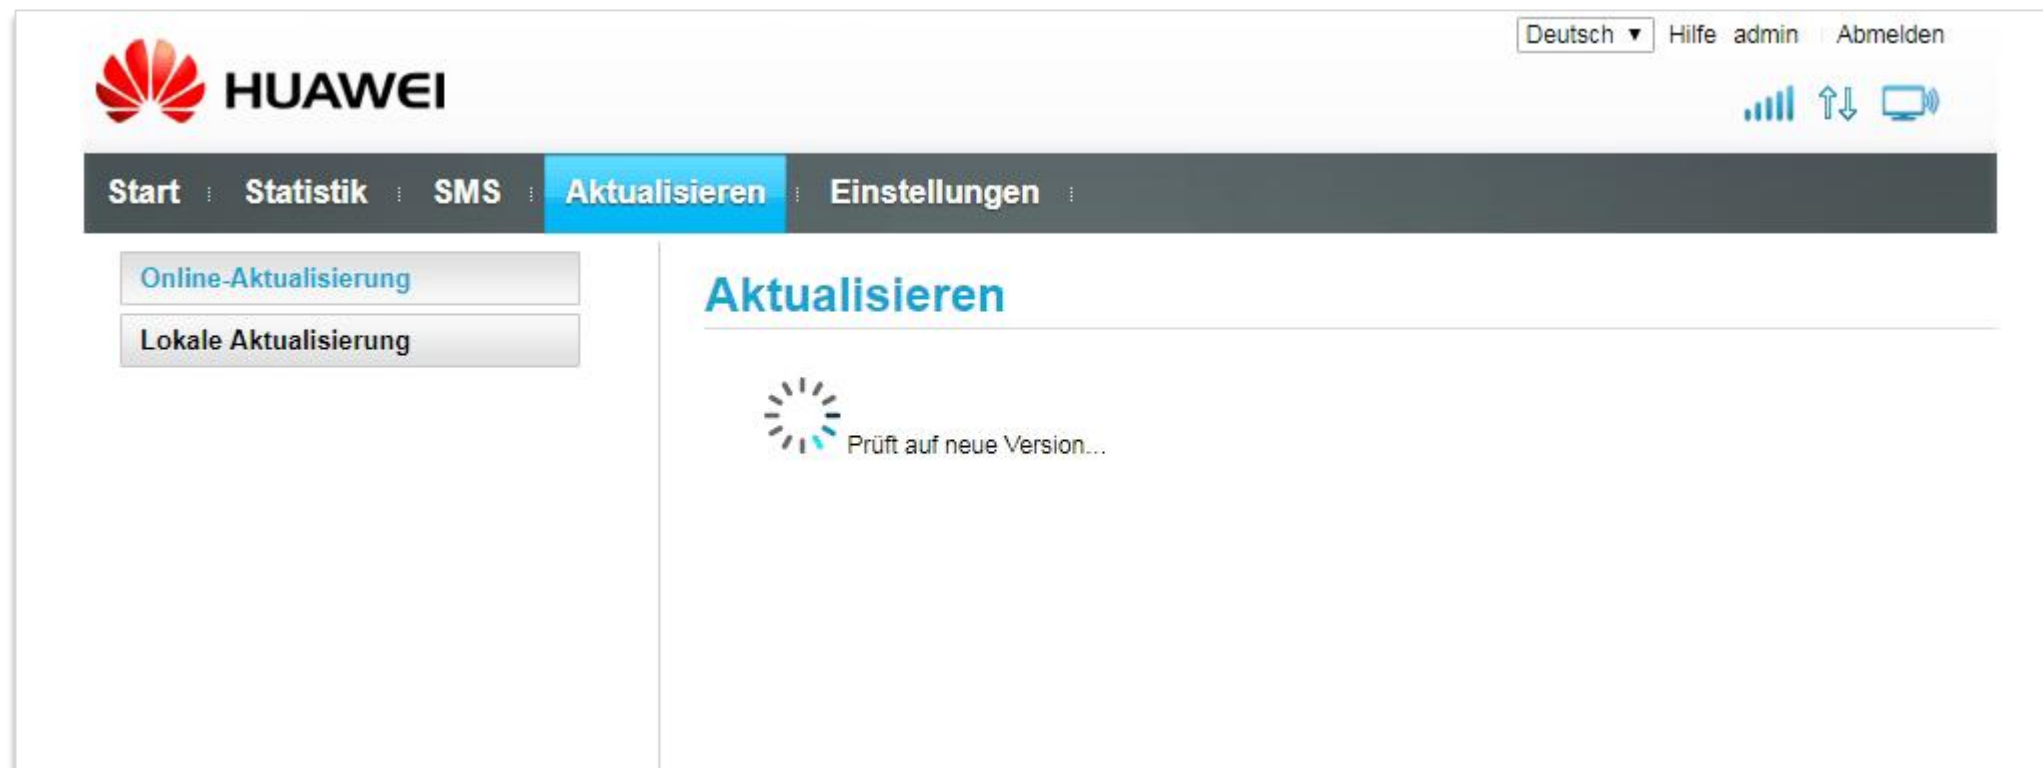 Deutsch ▼ Hilfe admin Abmelden
HUAWEI
Start Statistik SMS Aktualisieren Einstellungen
Online-Aktualisierung
Lokale Aktualisierung
Aktualisieren
Prüft auf neue Version...